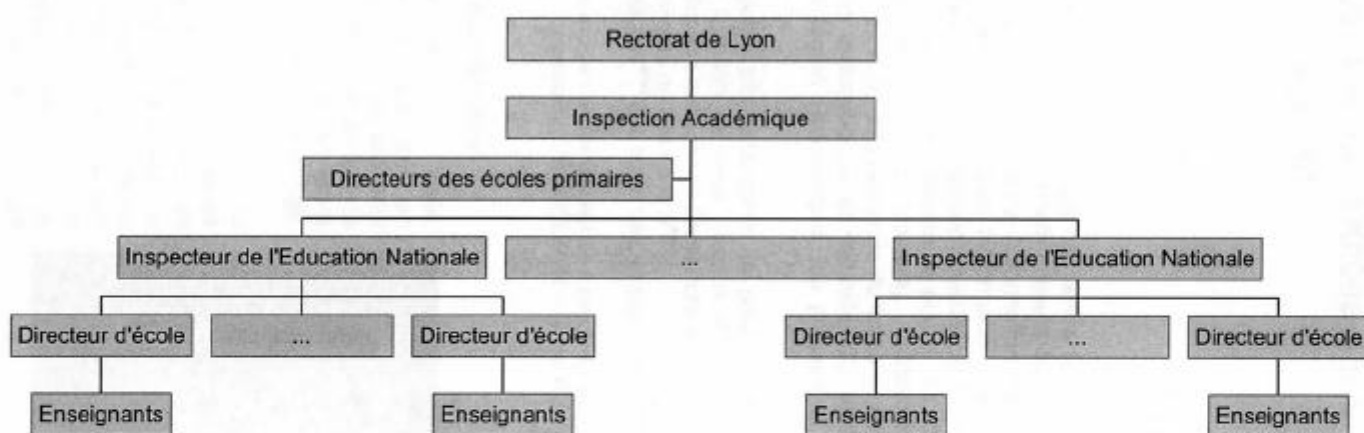 Rectorat de Lyon
Inspection Académique
Directeurs des écoles primaires
Inspecteur de l'Education Nationale
...
Inspecteur de l'Education Nationale
Directeur d'école
...
Directeur d'école
Directeur d'école
...
Directeur d'école
Enseignants
Enseignants
Enseignants
Enseignants